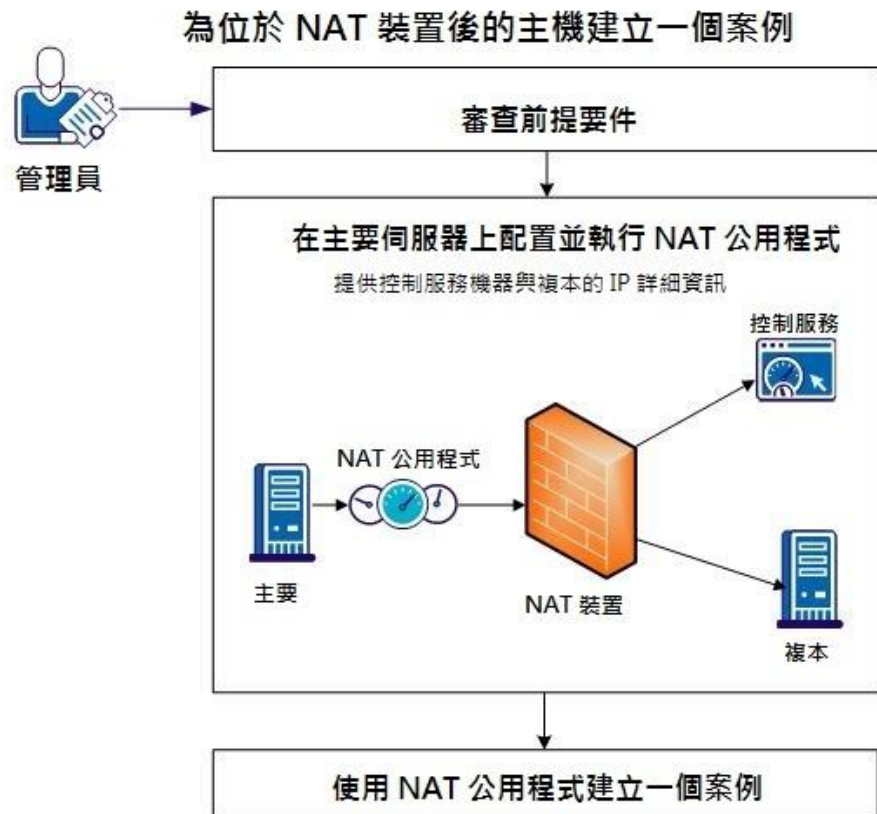 為位於 NAT 裝置後的主機建立一個案例
審查前提要件
管理員
在主要伺服器上配置並執行 NAT 公用程式
提供控制服務機器與複本的 IP 詳細資訊
控制服務
NAT 公用程式
主要
NAT 裝置
複本
使用 NAT 公用程式建立一個案例